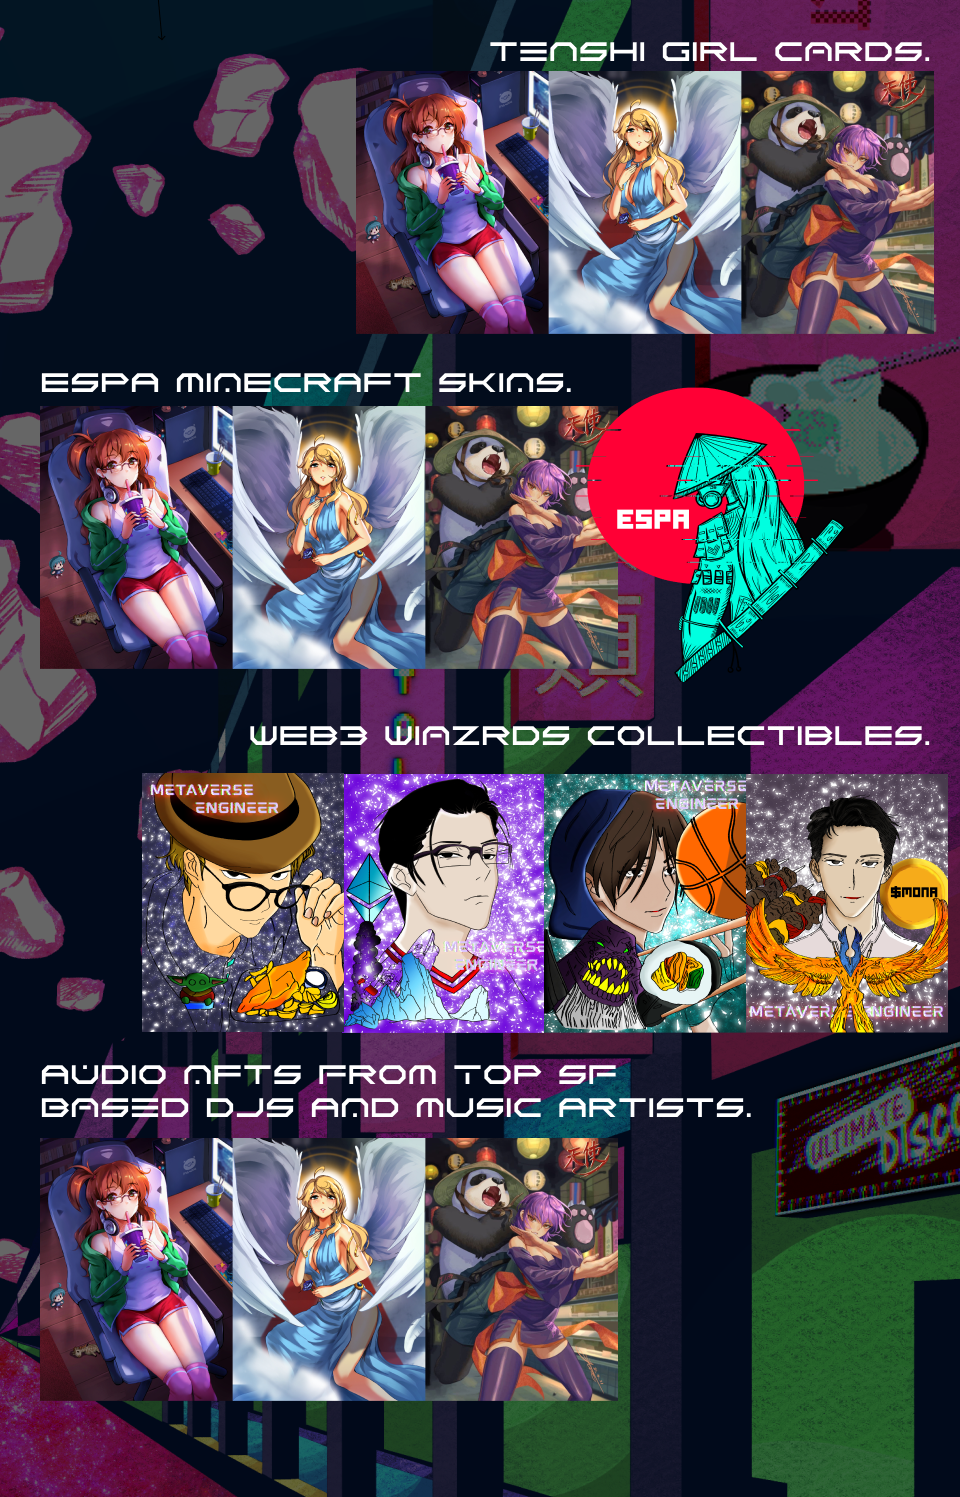 TENSHI GIRL CARDS.
天使
ESPA MINECRAFT SKINS.
天使
ESPA
WEB3 WIAZRDS COLLECTIBLES.
METAVERSE
ENGINEER
METAVERSE
ENGINEER
METAVERSE
ENGINEER
$MONA
METAVERSE ENGINEER
AUDIO NFTS FROM TOP SF
BASED DJS AND MUSIC ARTISTS.
ULTIMATE
DISCO
天使